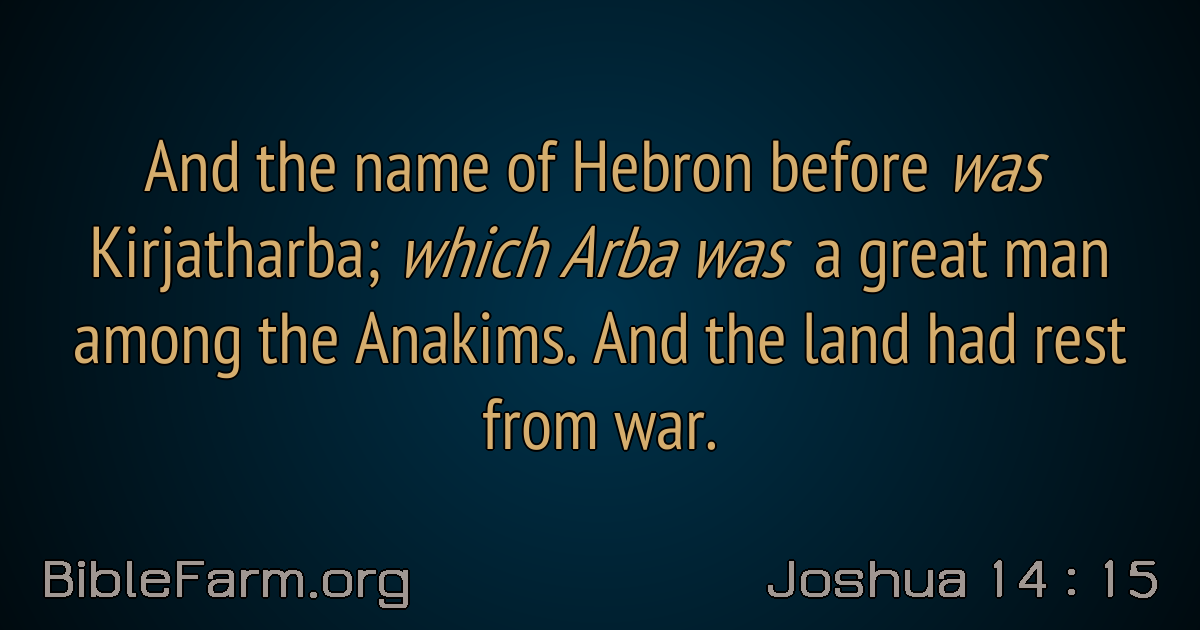 And the name of Hebron before was
Kirjatharba; which Arba was a great man
among the Anakims. And the land had rest
from war.
BibleFarm.org
Joshua 14 : 15